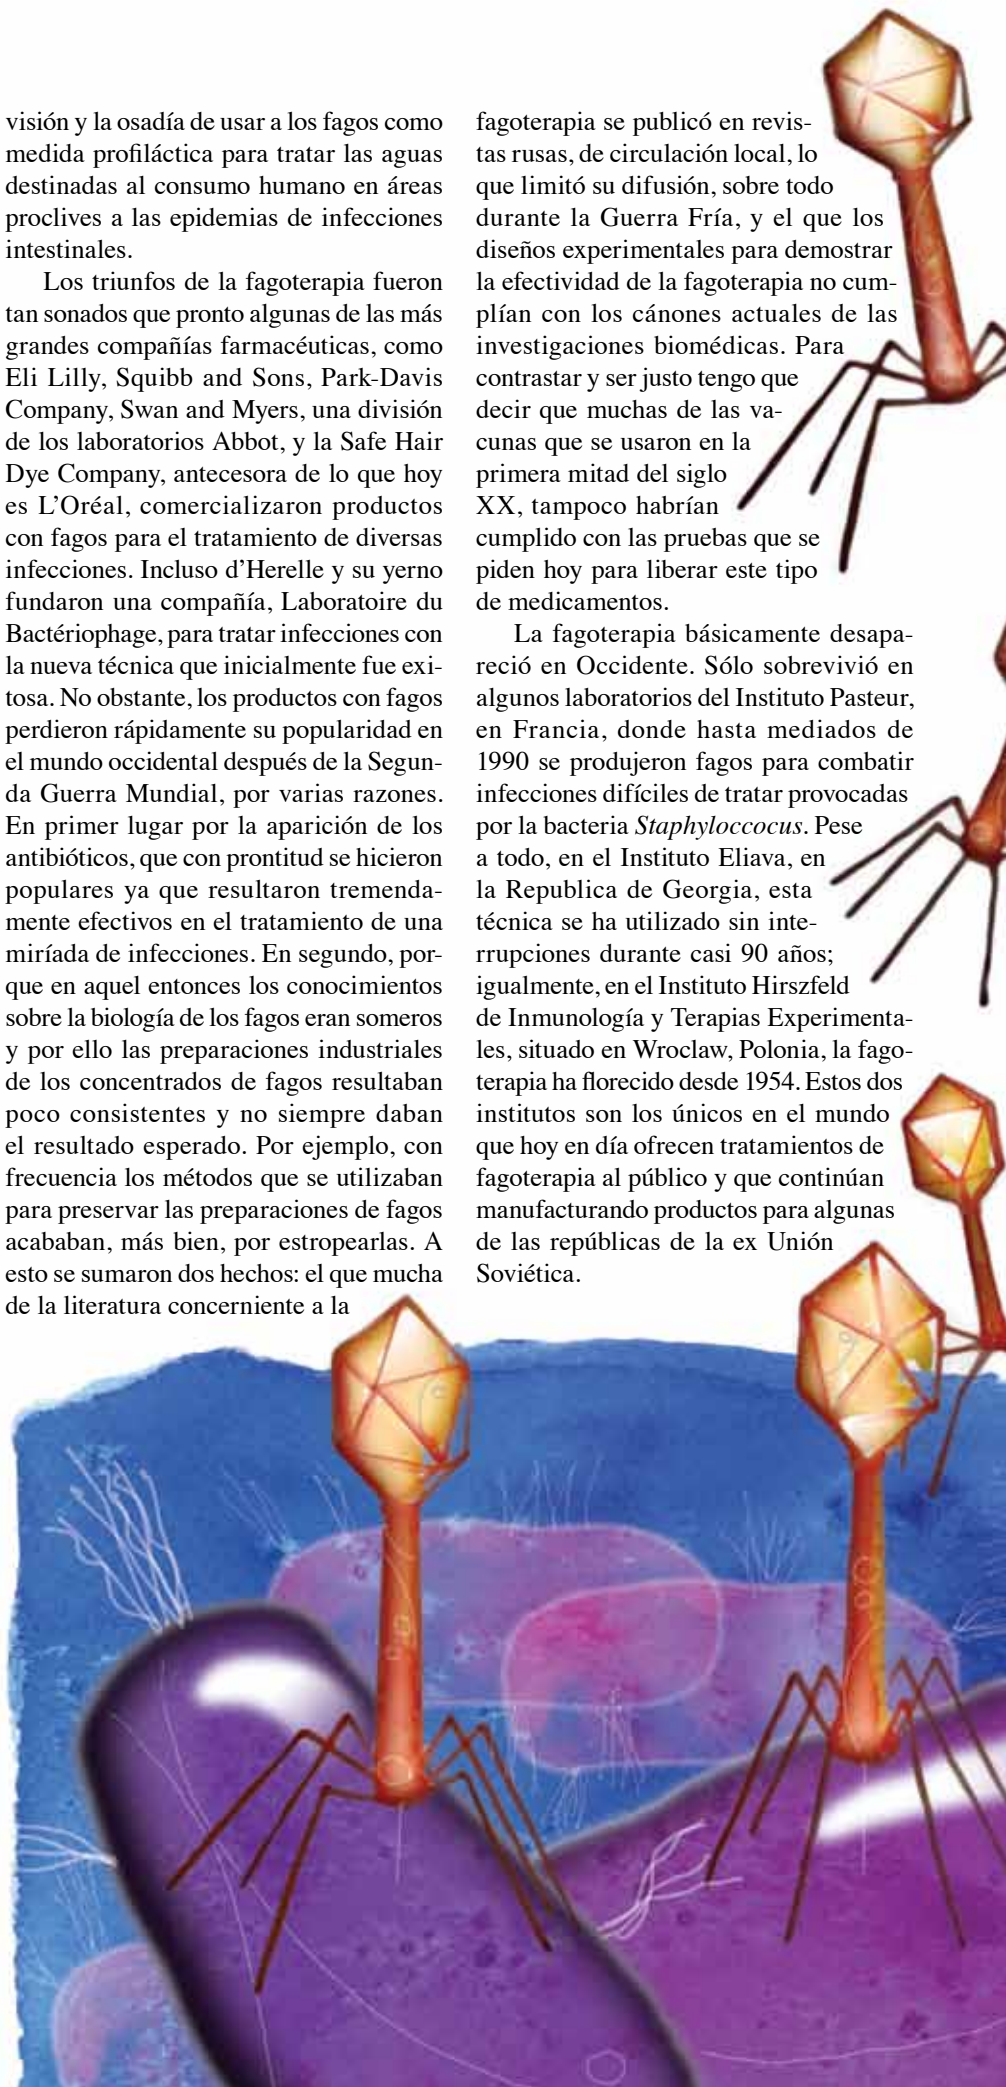 visión y la osadía de usar a los fagos como
medida profiláctica para tratar las aguas
destinadas al consumo humano en áreas
proclives a las epidemias de infecciones
intestinales.
Los triunfos de la fagoterapia fueron
tan sonados que pronto algunas de las más
grandes compañías farmacéuticas, como
Eli Lilly, Squibb and Sons, Park-Davis
Company, Swan and Myers, una división
de los laboratorios Abbot, y la Safe Hair
Dye Company, antecesora de lo que hoy
es L'Oréal, comercializaron productos
con fagos para el tratamiento de diversas
infecciones. Incluso d'Herelle y su yerno
fundaron una compañía, Laboratoire du
Bactériophage, para tratar infecciones con
la nueva técnica que inicialmente fue exi-
tosa. No obstante, los productos con fagos
perdieron rápidamente su popularidad en
el mundo occidental después de la Segun-
da Guerra Mundial, por varias razones.
En primer lugar por la aparición de los
antibióticos, que con prontitud se hicieron
populares ya que resultaron tremenda-
mente efectivos en el tratamiento de una
miríada de infecciones. En segundo, por-
que en aquel entonces los conocimientos
sobre la biología de los fagos eran someros
y por ello las preparaciones industriales
de los concentrados de fagos resultaban
poco consistentes y no siempre daban
el resultado esperado. Por ejemplo, con
frecuencia los métodos que se utilizaban
para preservar las preparaciones de fagos
acababan, más bien, por estropearlas. A
esto se sumaron dos hechos: el que mucha
de la literatura concerniente a la
fagoterapia se publicó en revis-
tas rusas, de circulación local, lo
que limitó su difusión, sobre todo
durante la Guerra Fría, y el que los
diseños experimentales para demostrar
la efectividad de la fagoterapia no cum-
plían con los cánones actuales de las
investigaciones biomédicas. Para
contrastar y ser justo tengo que
decir que muchas de las va-
cunas que se usaron en la
primera mitad del siglo
XX, tampoco habrían
cumplido con las pruebas que se
piden hoy para liberar este tipo
de medicamentos.
La fagoterapia básicamente desapa-
reció en Occidente. Sólo sobrevivió en
algunos laboratorios del Instituto Pasteur,
en Francia, donde hasta mediados de
1990 se produjeron fagos para combatir
infecciones difíciles de tratar provocadas
por la bacteria Staphyloccocus. Pese
a todo, en el Instituto Eliava, en
la Republica de Georgia, esta
técnica se ha utilizado sin inte-
rrupciones durante casi 90 años;
igualmente, en el Instituto Hirszfeld
de Inmunología y Terapias Experimenta-
les, situado en Wroclaw, Polonia, la fago-
terapia ha florecido desde 1954. Estos dos
institutos son los únicos en el mundo
que hoy en día ofrecen tratamientos de
fagoterapia al público y que continúan
manufacturando productos para algunas
de las repúblicas de la ex Unión
Soviética.